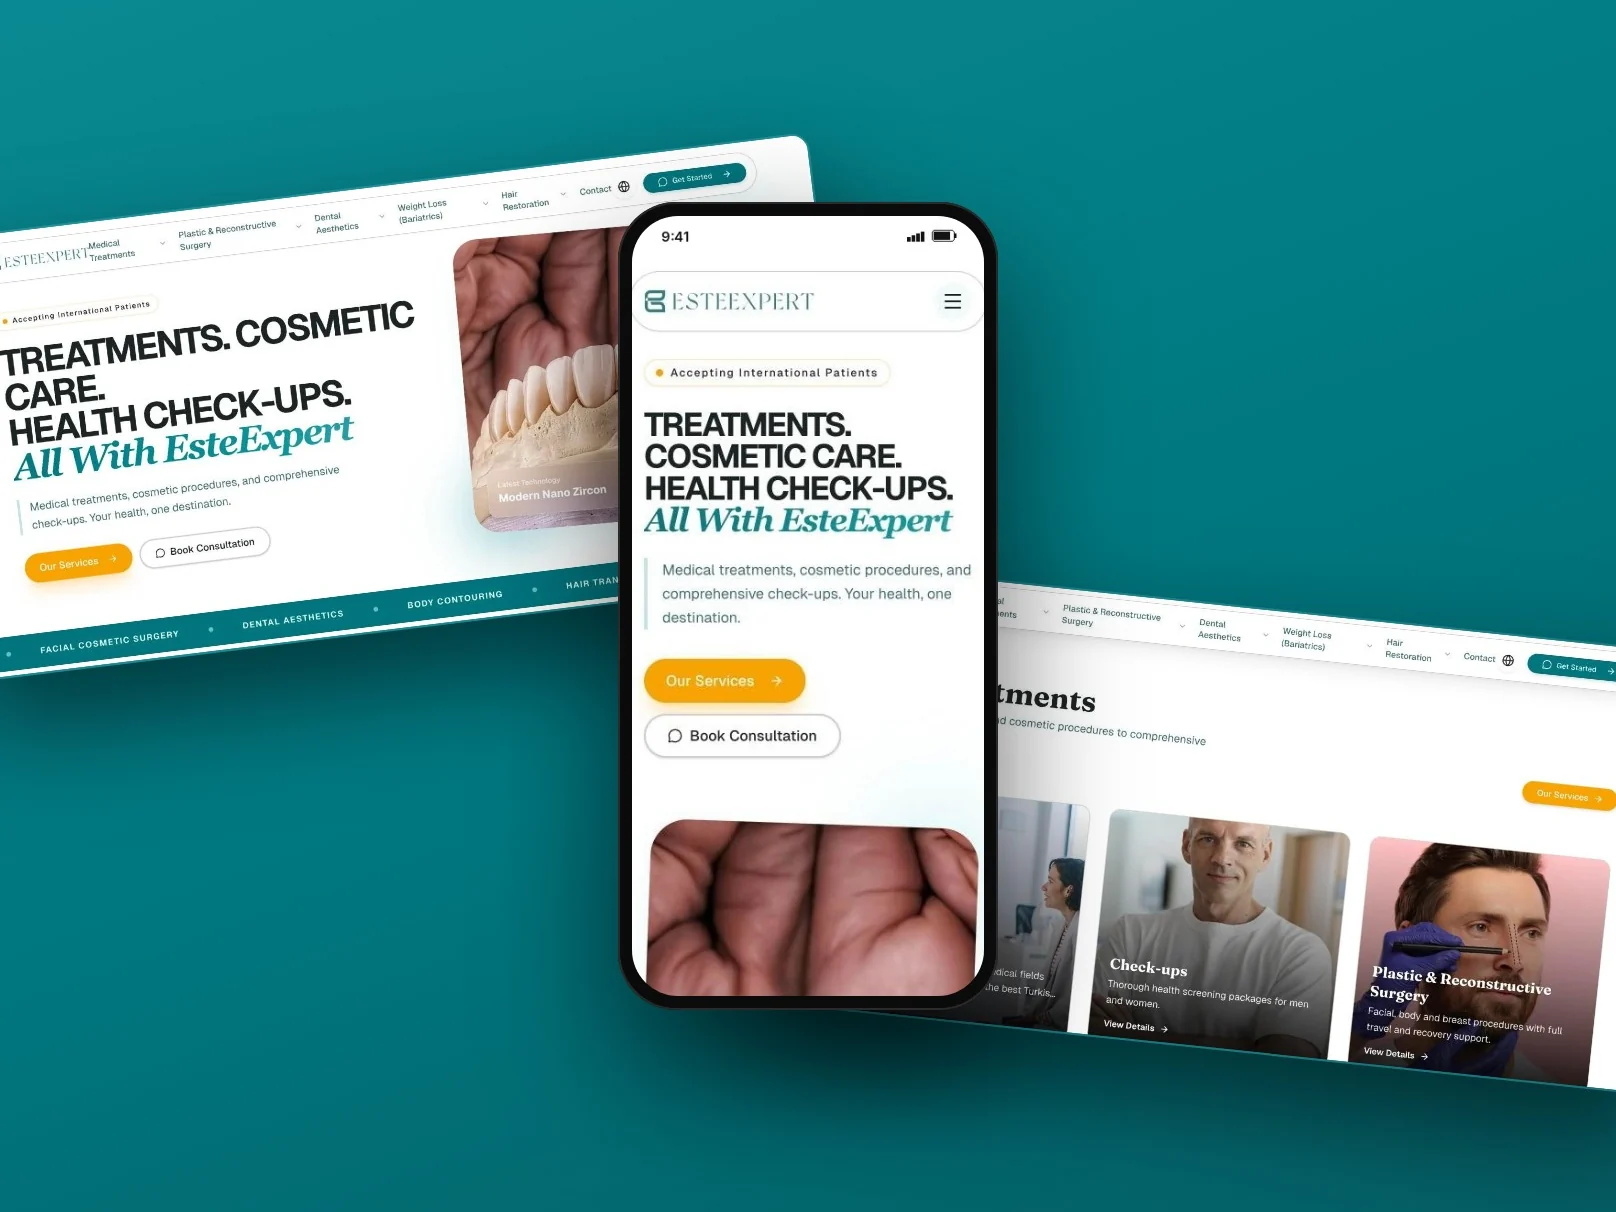 ESTEEXPERT
Medical
Treatments
Plastic & Reconstructive
Surgery
Dental
Aesthetics
Weight Loss
(Bariatrics)
Hair
Restoration
Contact
Get Started
Accepting International Patients
TREATMENTS. COSMETIC
CARE.
HEALTH CHECK-UPS.
All With EsteExpert
Medical treatments, cosmetic procedures, and comprehensive
check-ups. Your health, one destination.
Our Services
Book Consultation
Latest Technology
Modern Nano Zircon
FACIAL COSMETIC SURGERY
DENTAL AESTHETICS
BODY CONTOURING
HAIR TRAN
9:41
ESTEEXPERT
Accepting International Patients
TREATMENTS.
COSMETIC CARE.
HEALTH CHECK-UPS.
All With EsteExpert
Medical treatments, cosmetic procedures, and
comprehensive check-ups. Your health, one
destination.
Our Services
Book Consultation
al
ents
Plastic & Reconstructive
Surgery
Dental
Aesthetics
Weight Loss
(Bariatrics)
Hair
Restoration
Contact
Get Started
tments
d cosmetic procedures to comprehensive
Our Services
dical fields
the best Turkis...
Check-ups
Thorough health screening packages for men
and women.
View Details
Plastic & Reconstructive
Surgery
Facial, body and breast procedures with full
travel and recovery support.
View Details